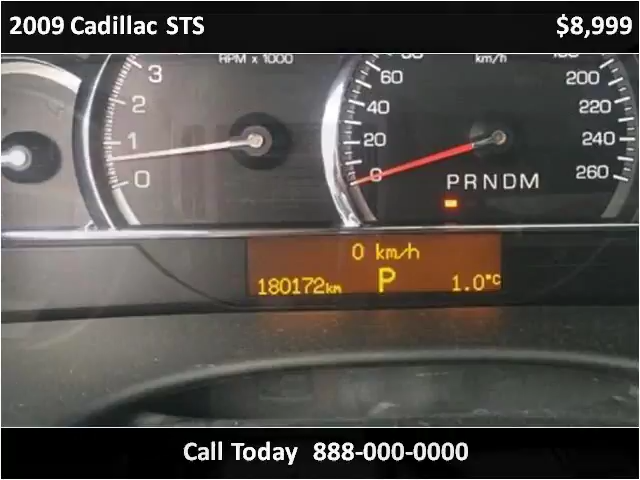 2009 Cadillac STS $8,999
RPM x 1000 km/h
3 60 200
2 40 220
1 20 240
0 0 260
PRNDM
0 km/h
180172km P 1.0°C
Call Today 888-000-0000